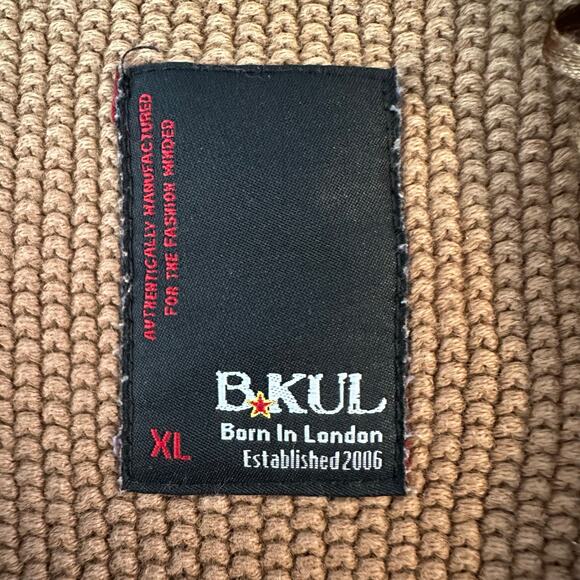 AUTHENTICALLY MANUFACTURED
FOR THE FASHION MINDED
B★KUL
Born In London
XL
Established 2006